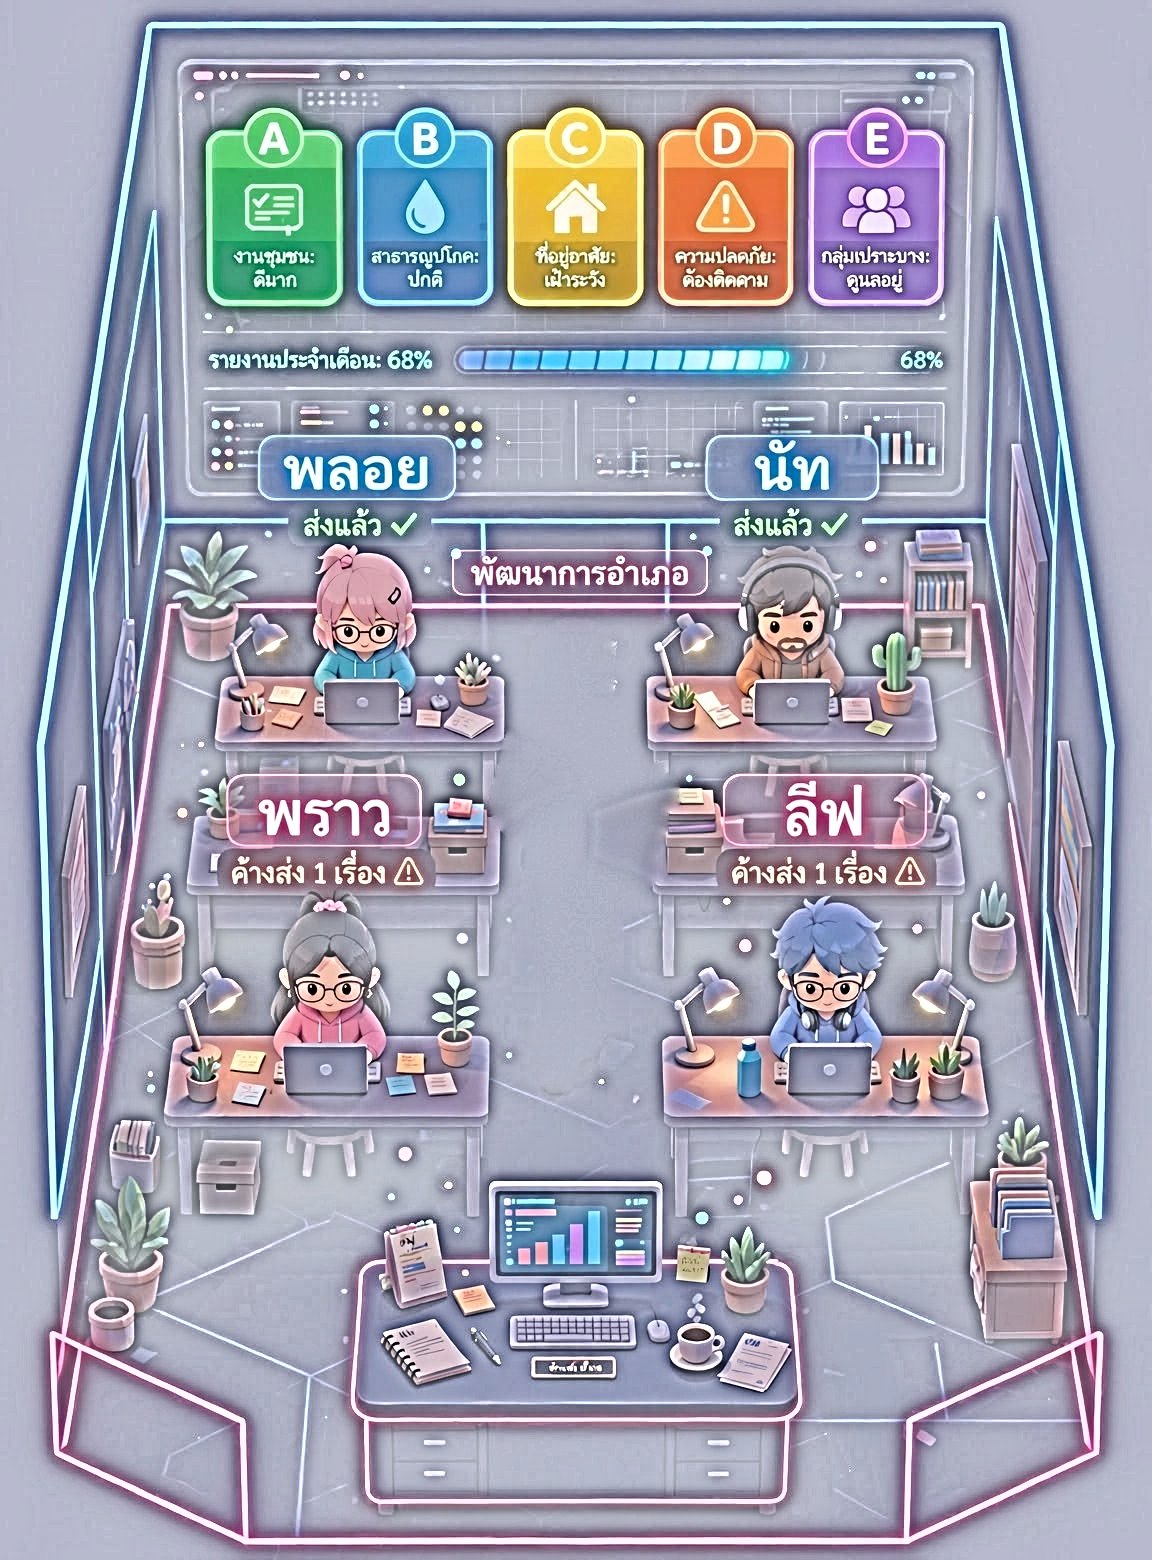 A
B
C
D
E
งานชุมชน:
ดีมาก
สาธารณูปโภค:
ปกติ
ที่อยู่อาศัย:
เฝ้าระวัง
ความปลดภัย:
ต้องติดตาม
กลุ่มเปราะบาง:
ดูแลอยู่
รายงานประจำเดือน: 68%
68%
พลอย
ส่งแล้ว ✓
นัท
ส่งแล้ว ✓
พัฒนาการอำเภอ
พราว
ค้างส่ง 1 เรื่อง ⚠
ลีฟ
ค้างส่ง 1 เรื่อง ⚠